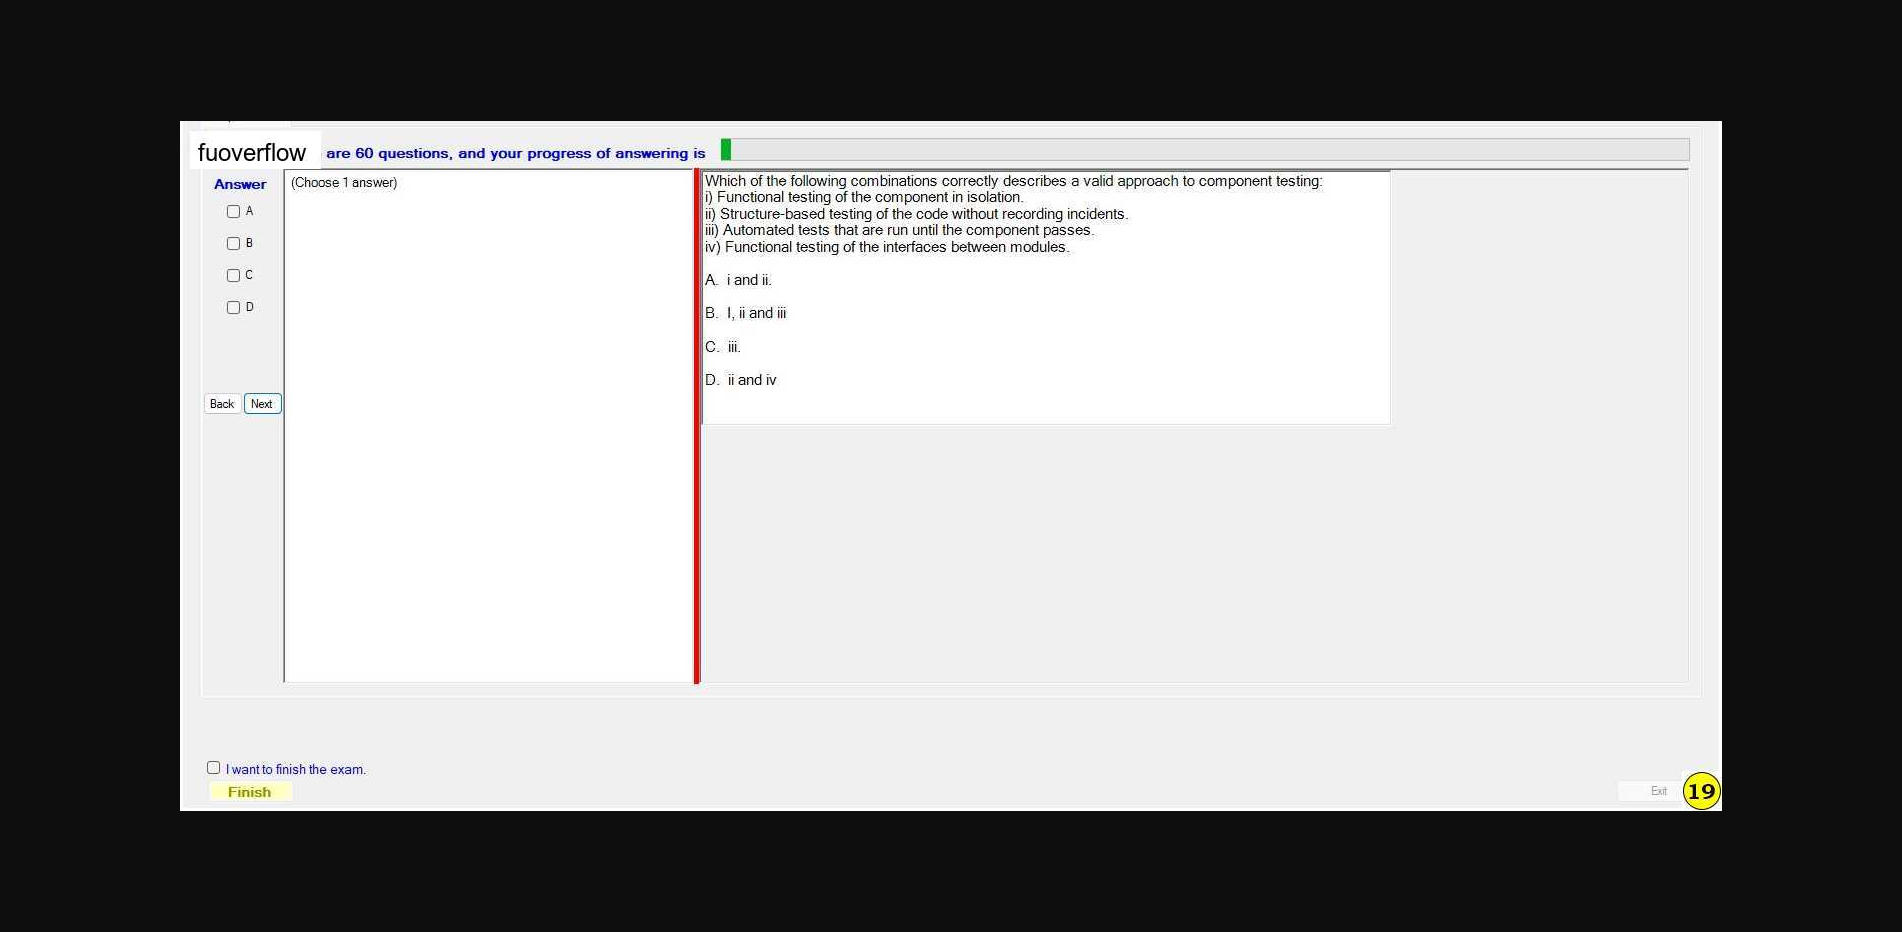 fuoverflow are 60 questions, and your progress of answering is
Answer
A
B
C
D
Back Next
(Choose 1 answer)
Which of the following combinations correctly describes a valid approach to component testing:
i) Functional testing of the component in isolation.
ii) Structure-based testing of the code without recording incidents.
iii) Automated tests that are run until the component passes.
iv) Functional testing of the interfaces between modules.
A. i and ii.
B. I, ii and iii
C. iii.
D. ii and iv
I want to finish the exam.
Finish
Exit 19